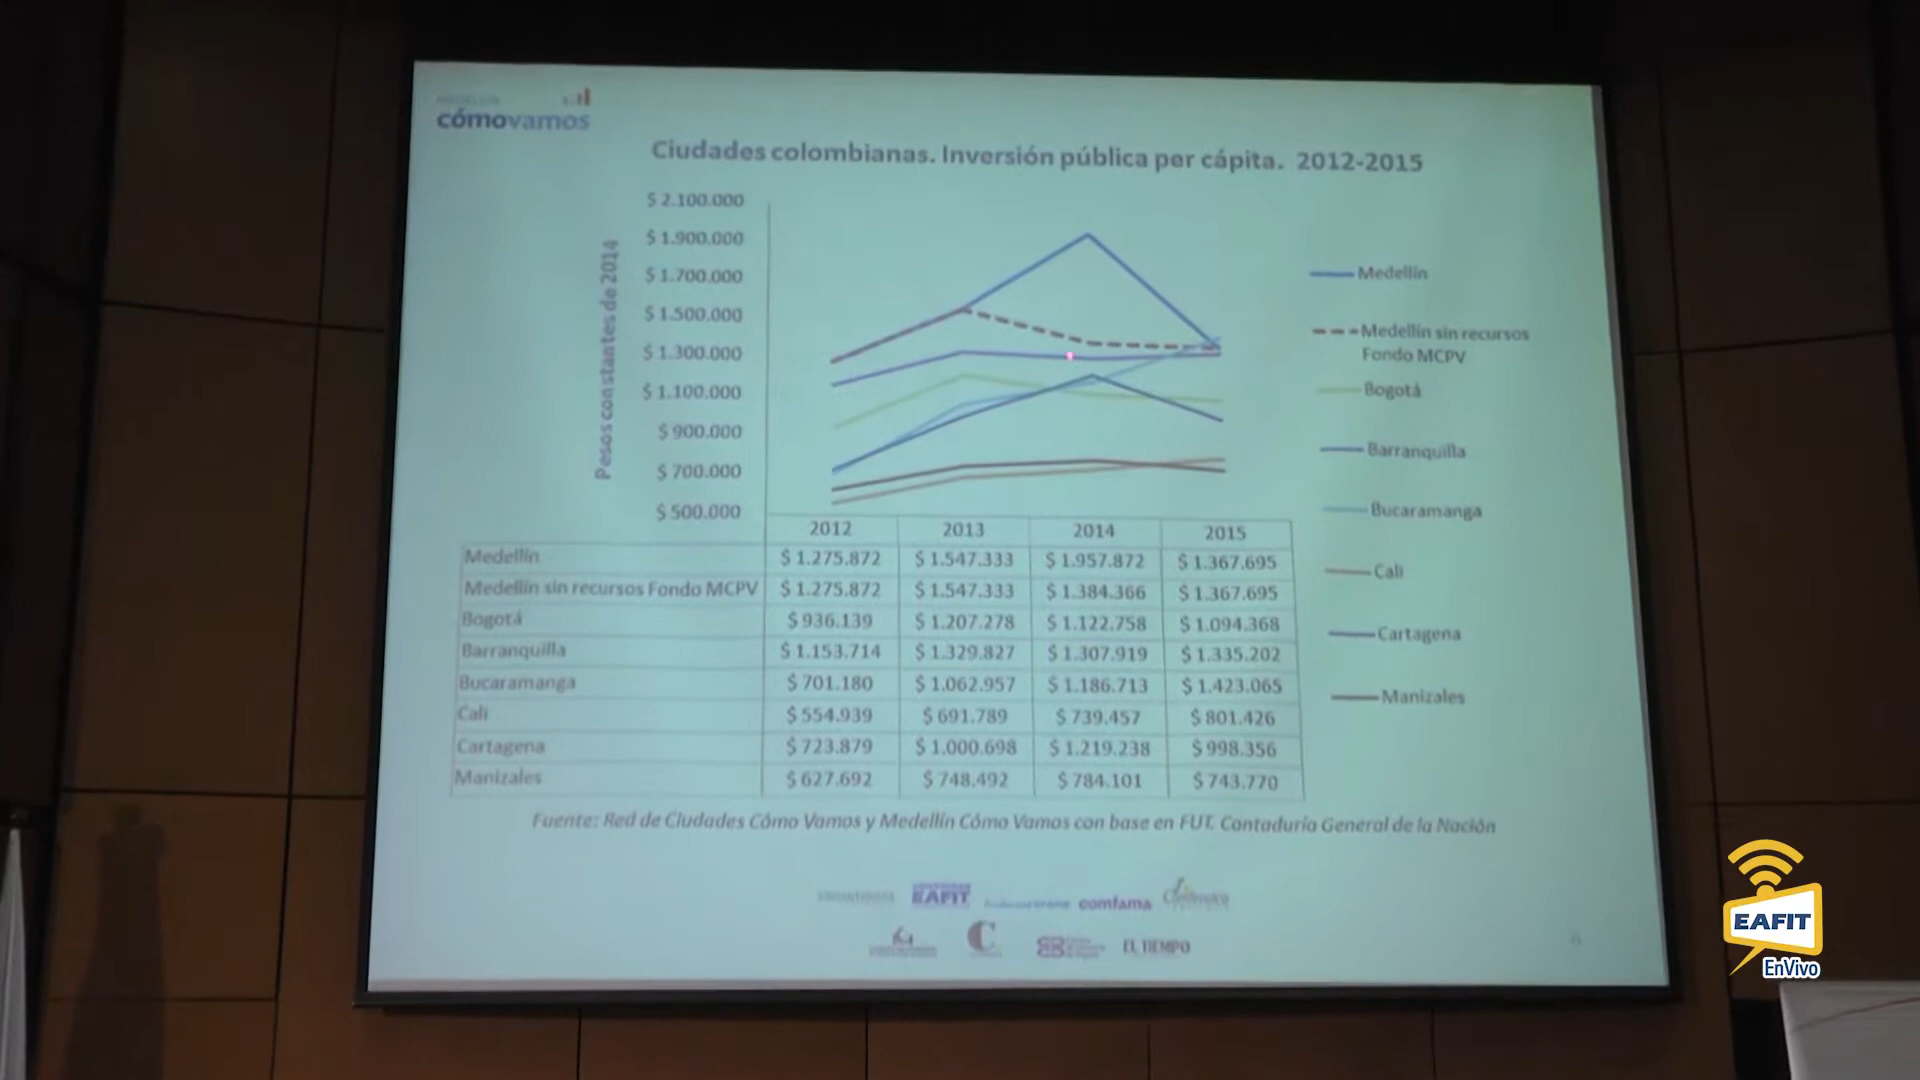 MEDELLÍN
cómovamos
Ciudades colombianas. Inversión pública per cápita. 2012-2015
Pesos constantes de 2014
$ 2.100.000
$ 1.900.000
$ 1.700.000
$ 1.500.000
$ 1.300.000
$ 1.100.000
$ 900.000
$ 700.000
$ 500.000
Medellín
Medellín sin recursos
Fondo MCPV
Bogotá
Barranquilla
Bucaramanga
Cali
Cartagena
Manizales
2012 2013 2014 2015
Medellín $ 1.275.872 $ 1.547.333 $ 1.957.872 $ 1.367.695
Medellín sin recursos Fondo MCPV $ 1.275.872 $ 1.547.333 $ 1.384.366 $ 1.367.695
Bogotá $ 936.139 $ 1.207.278 $ 1.122.758 $ 1.094.368
Barranquilla $ 1.153.714 $ 1.329.827 $ 1.307.919 $ 1.335.202
Bucaramanga $ 701.180 $ 1.062.957 $ 1.186.713 $ 1.423.065
Cali $ 554.939 $ 691.789 $ 739.457 $ 801.426
Cartagena $ 723.879 $ 1.000.698 $ 1.219.238 $ 998.356
Manizales $ 627.692 $ 748.492 $ 784.101 $ 743.770
Fuente: Red de Ciudades Cómo Vamos y Medellín Cómo Vamos con base en FUT. Contaduría General de la Nación
EAFIT
comfama
EL TIEMPO
EAFIT
EnVivo